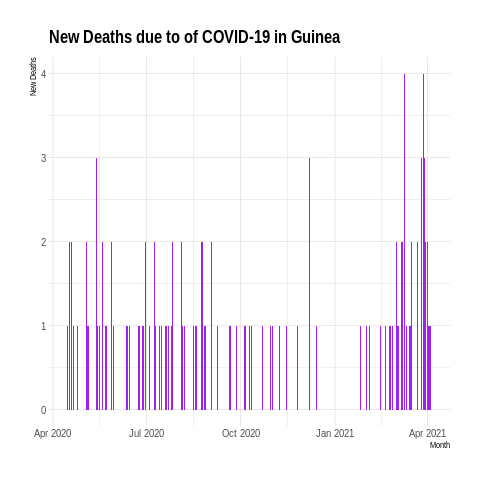 New Deaths due to of COVID-19 in Guinea
New Deaths
4
3
2
1
0
Apr 2020 Jul 2020 Oct 2020 Jan 2021 Apr 2021
Month